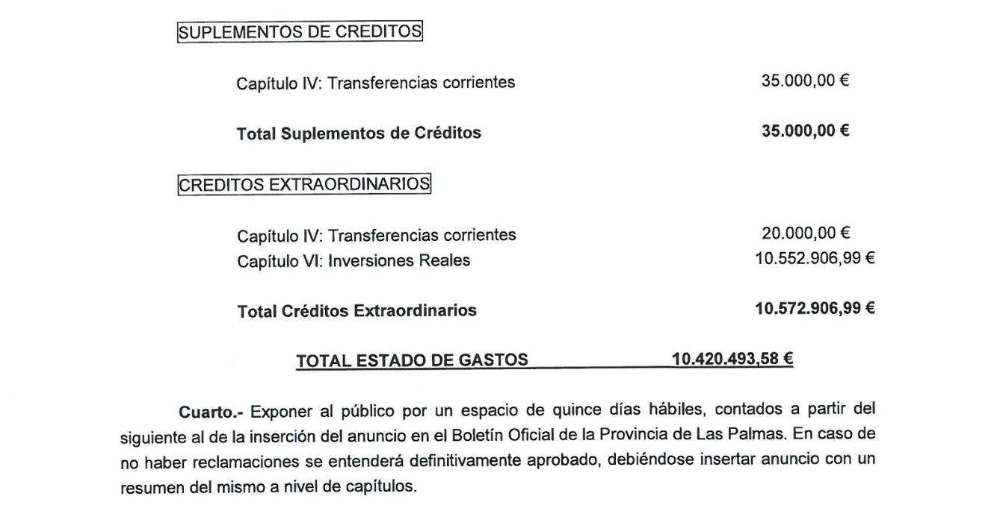 SUPLEMENTOS DE CREDITOS
Capítulo IV: Transferencias corrientes 35.000,00 €
Total Suplementos de Créditos 35.000,00 €
CREDITOS EXTRAORDINARIOS
Capítulo IV: Transferencias corrientes 20.000,00 €
Capítulo VI: Inversiones Reales 10.552.906,99 €
Total Créditos Extraordinarios 10.572.906,99 €
TOTAL ESTADO DE GASTOS 10.420.493,58 €
Cuarto.- Exponer al público por un espacio de quince días hábiles, contados a partir del
siguiente al de la inserción del anuncio en el Boletín Oficial de la Provincia de Las Palmas. En caso de
no haber reclamaciones se entenderá definitivamente aprobado, debiéndose insertar anuncio con un
resumen del mismo a nivel de capítulos.